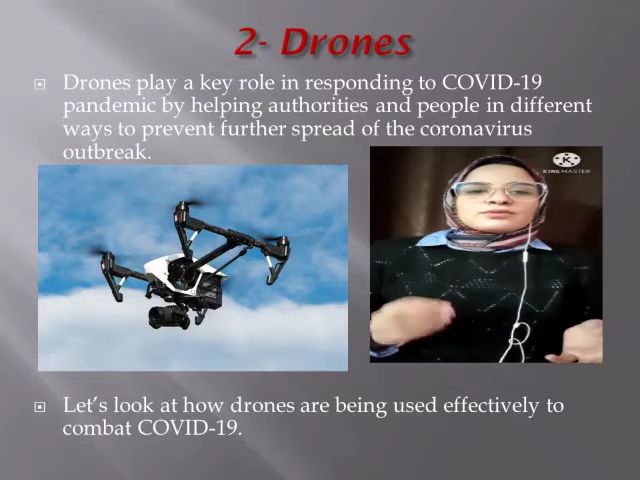 2- Drones
Drones play a key role in responding to COVID-19
pandemic by helping authorities and people in different
ways to prevent further spread of the coronavirus
outbreak.
KINEMASTER
Let’s look at how drones are being used effectively to
combat COVID-19.